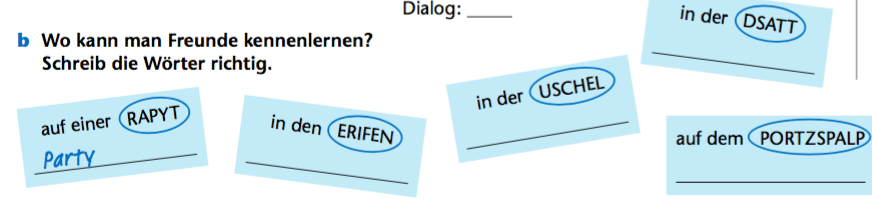 Dialog: _____
b Wo kann man Freunde kennenlernen?
Schreib die Wörter richtig.
in der DSATT
in der USCHEL
auf einer RAPYT
Party
in den ERIFEN
auf dem PORTZSPALP